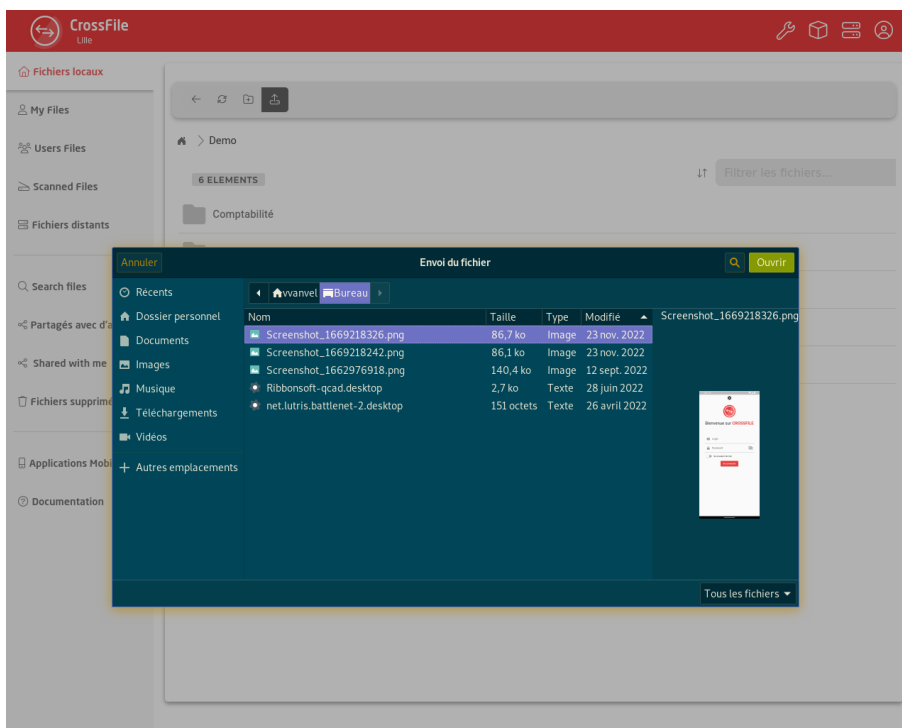 CrossFile
Lille
Fichiers locaux
My Files
Users Files
Scanned Files
Fichiers distants
Search files
Partagés avec d'a
Shared with me
Fichiers supprimé
Applications Mobi
Documentation
Demo
6 ELEMENTS
Filtrer les fichiers...
Comptabilité
Annuler
Envoi du fichier
Ouvrir
Récents
Dossier personnel
Documents
Images
Musique
Téléchargements
Vidéos
Autres emplacements
vvanvel Bureau
Nom Taille Type Modifié
Screenshot_1669218326.png 86,7 ko Image 23 nov. 2022
Screenshot_1669218242.png 86,1 ko Image 23 nov. 2022
Screenshot_1662976918.png 140,4 ko Image 12 sept. 2022
Ribbonsoft-qcad.desktop 2,7 ko Texte 28 juin 2022
net.lutris.battlenet-2.desktop 151 octets Texte 26 avril 2022
Screenshot_1669218326.png
Bienvenue sur CROSSFILE
Tous les fichiers